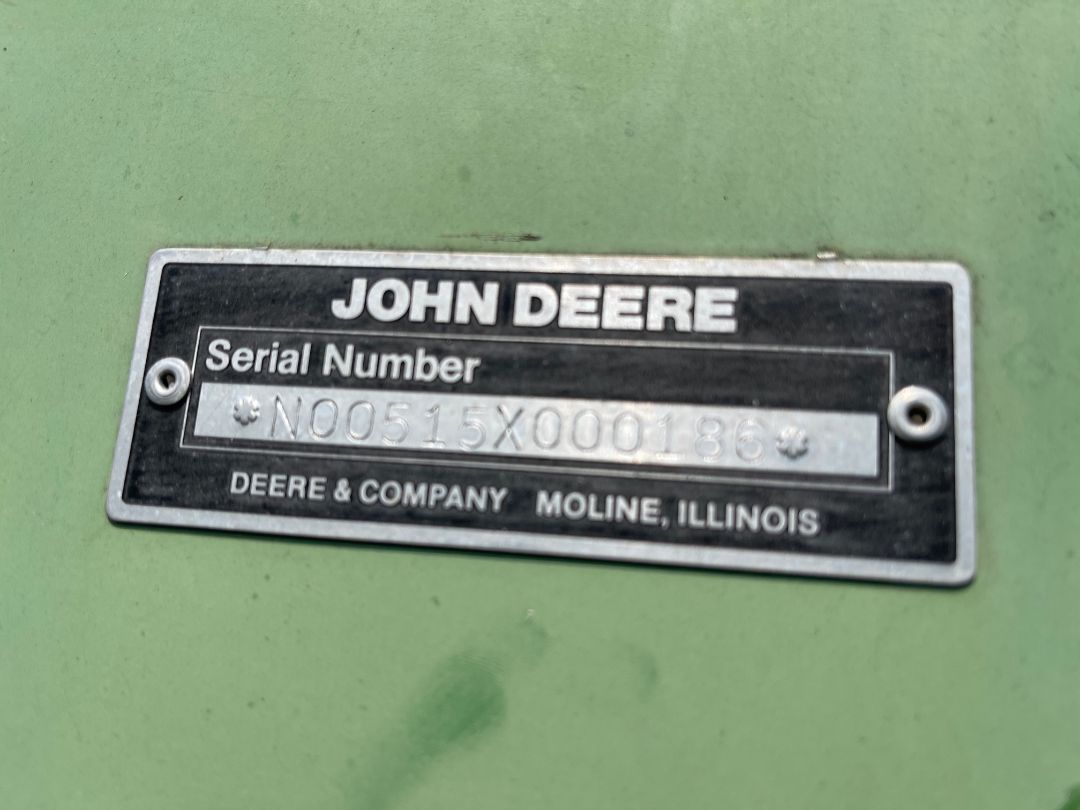 JOHN DEERE
Serial Number
*N00515X000186*
DEERE & COMPANY MOLINE, ILLINOIS